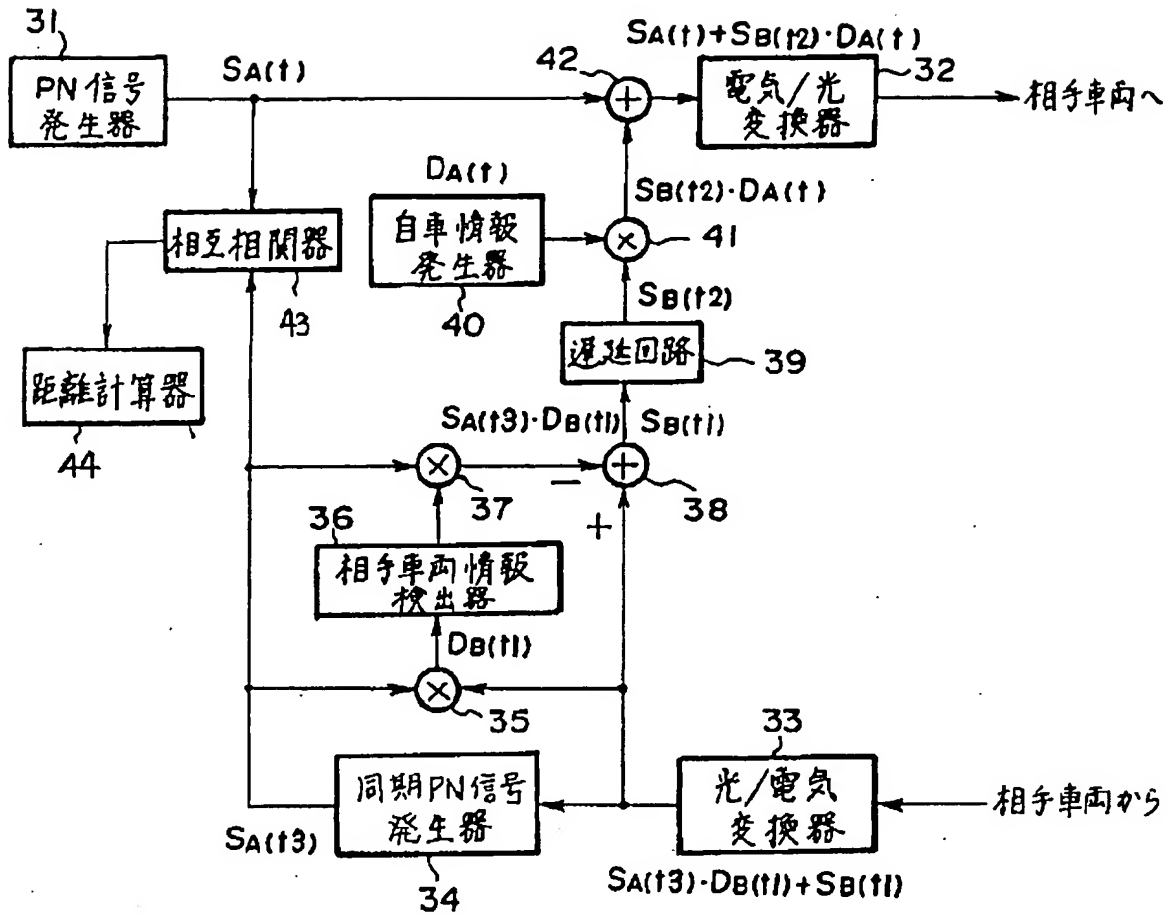 31
PN信号
発生器
SA(t)
42
SA(t)+SB(t2)·DA(t)
電気/光
変換器
32
相手車両へ
DA(t)
自車情報
発生器
40
SB(t2)·DA(t)
41
相互相関器
43
SB(t2)
遅延回路
39
距離計算器
44
SA(t3)·DB(t1)
SB(t1)
37
−
38
+
36
相手車両情報
検出器
DB(t1)
35
33
同期PN信号
発生器
SA(t3)
34
光/電気
変換器
相手車両から
SA(t3)·DB(t1)+SB(t1)